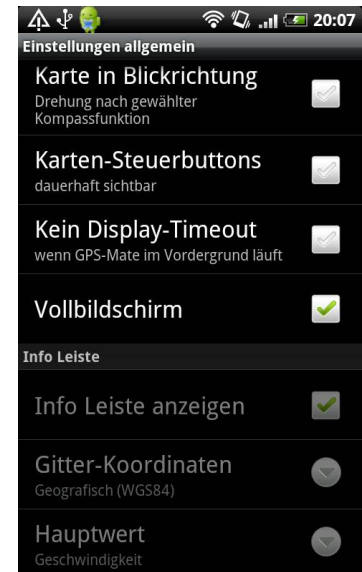 20:07
Einstellungen allgemein
Karte in Blickrichtung
Drehung nach gewählter
Kompassfunktion
Karten-Steuerbuttons
dauerhaft sichtbar
Kein Display-Timeout
wenn GPS-Mate im Vordergrund läuft
Vollbildschirm
Info Leiste
Info Leiste anzeigen
Gitter-Koordinaten
Geografisch (WGS84)
Hauptwert
Geschwindigkeit